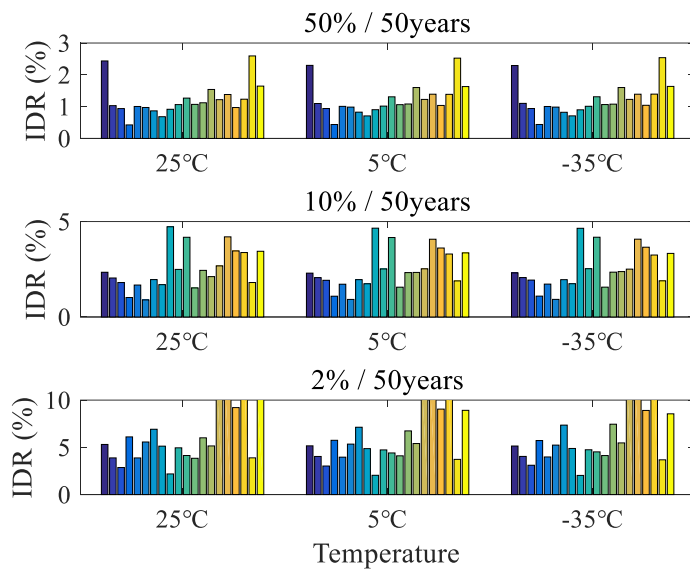 50% / 50years
3
2
1
0
IDR (%)
25°C 5°C -35°C
10% / 50years
5
0
IDR (%)
25°C 5°C -35°C
2% / 50years
10
5
0
IDR (%)
25°C 5°C -35°C
Temperature